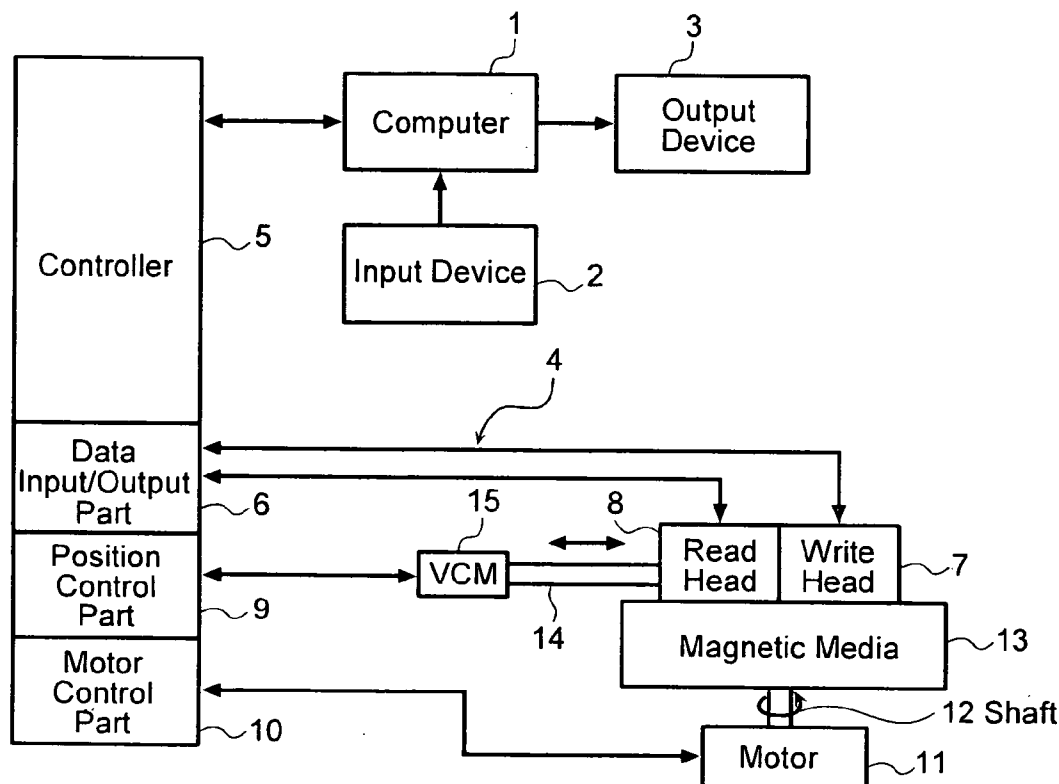 1
3
Computer
Output
Device
5
Controller
Input Device
2
4
Data
Input/Output
Part
6
15
8
Read
Head
Write
Head
7
Position
Control
Part
9
VCM
14
Magnetic Media
13
Motor
Control
Part
10
12 Shaft
Motor
11